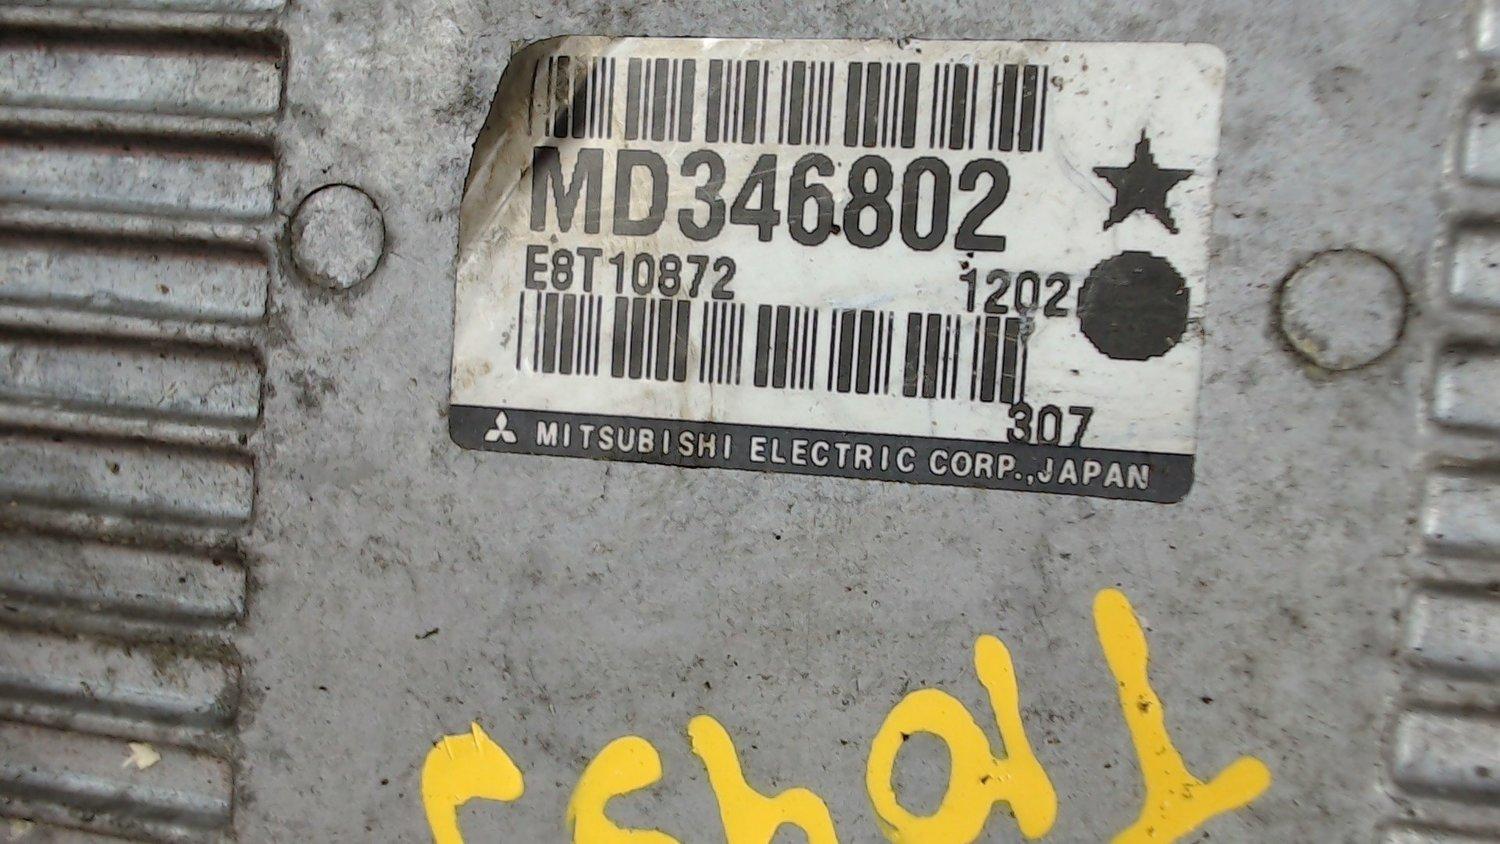 MD346802
E8T10872 1202
307
MITSUBISHI ELECTRIC CORP.,JAPAN